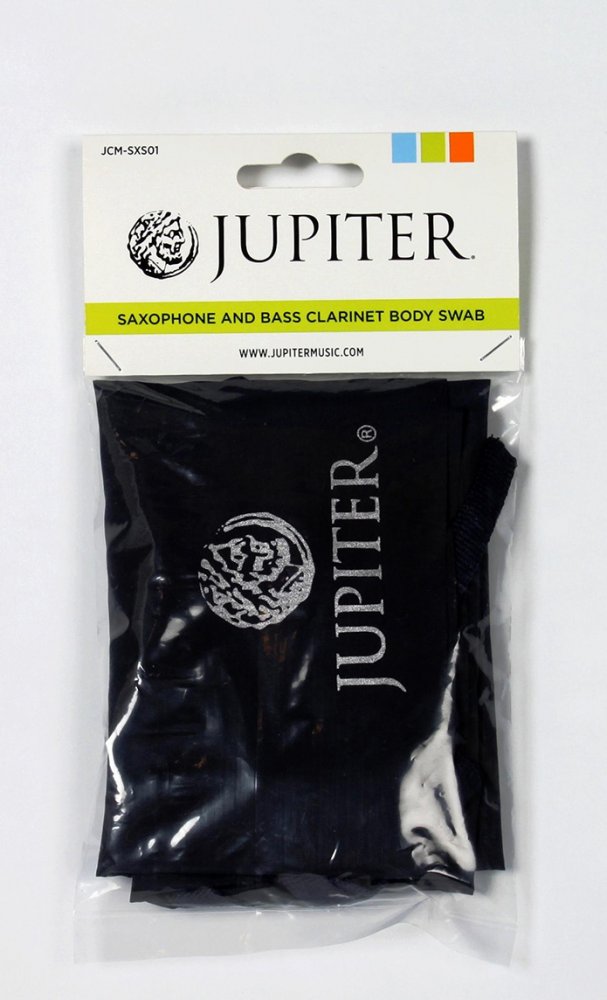 JCM-SXS01
JUPITER.
SAXOPHONE AND BASS CLARINET BODY SWAB
WWW.JUPITERMUSIC.COM
JUPITER®